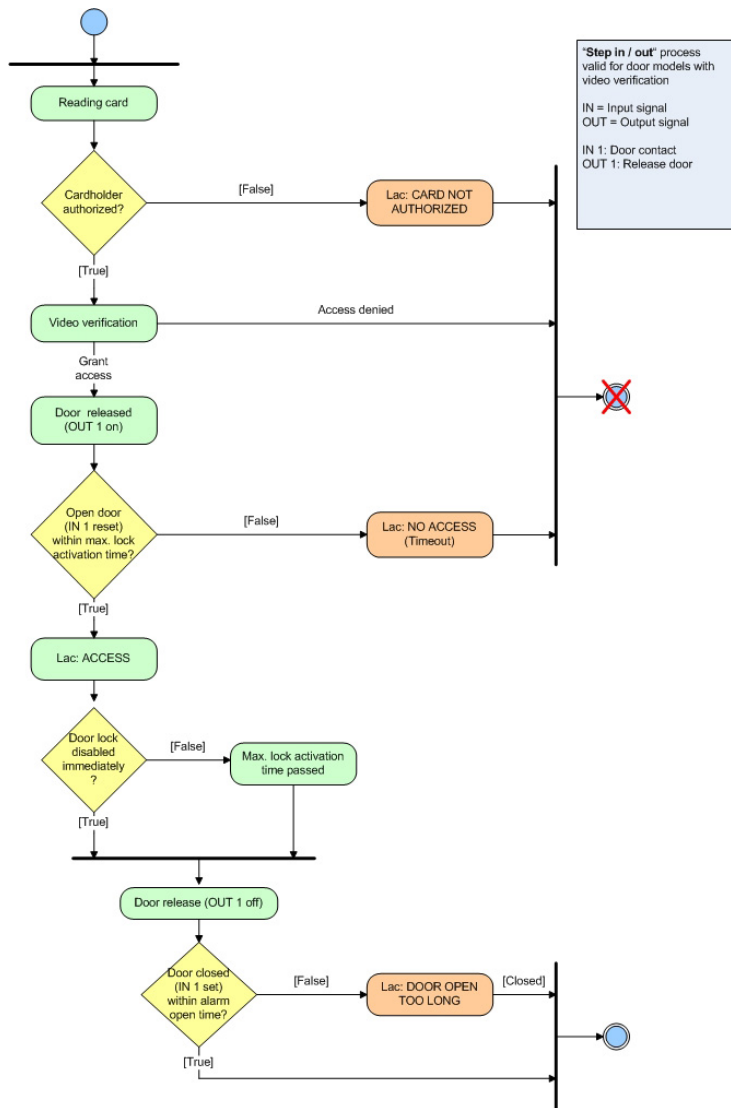 "Step in / out" process
valid for door models with
video verification
IN = Input signal
OUT = Output signal
IN 1: Door contact
OUT 1: Release door
Reading card
Cardholder
authorized?
[False]
Lac: CARD NOT
AUTHORIZED
[True]
Video verification
Access denied
Grant
access
Door released
(OUT 1 on)
Open door
(IN 1 reset)
within max. lock
activation time?
[False]
Lac: NO ACCESS
(Timeout)
[True]
Lac: ACCESS
Door lock
disabled
immediately
?
[False]
Max. lock activation
time passed
[True]
Door release (OUT 1 off)
Door closed
(IN 1 set)
within alarm
open time?
[False]
Lac: DOOR OPEN
TOO LONG
[Closed]
[True]